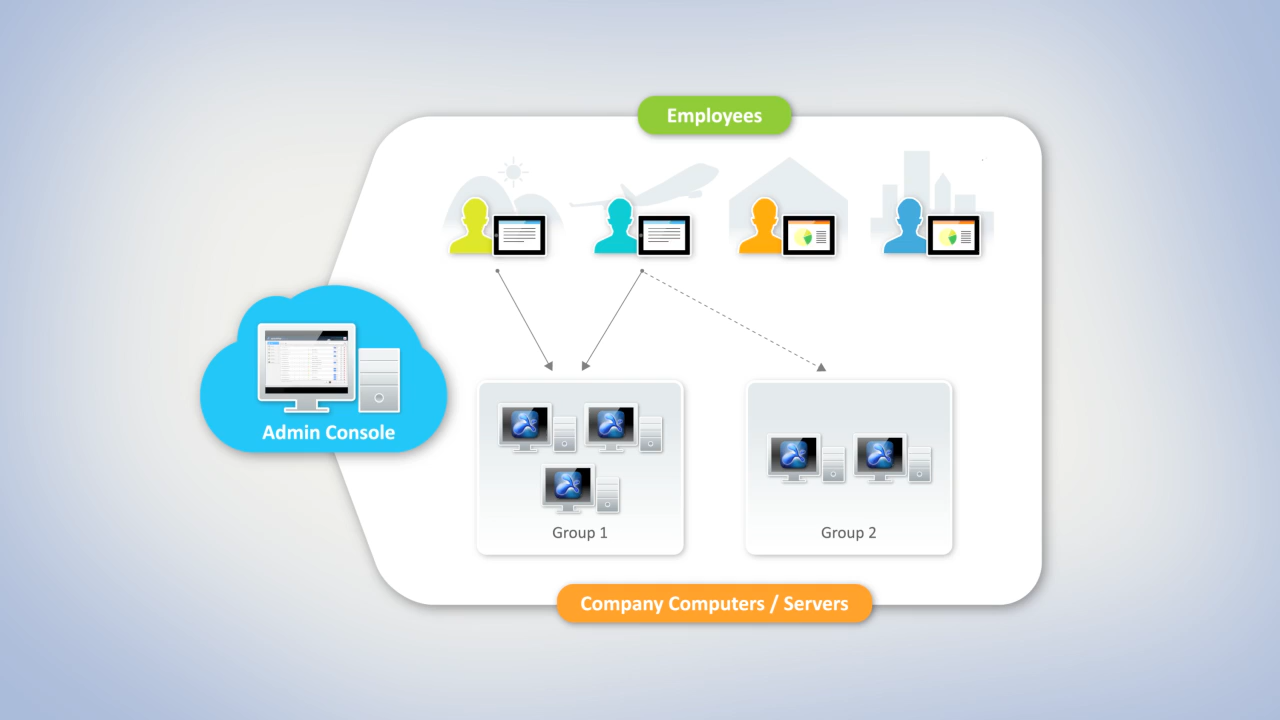 Employees
Admin Console
Group 1
Group 2
Company Computers / Servers